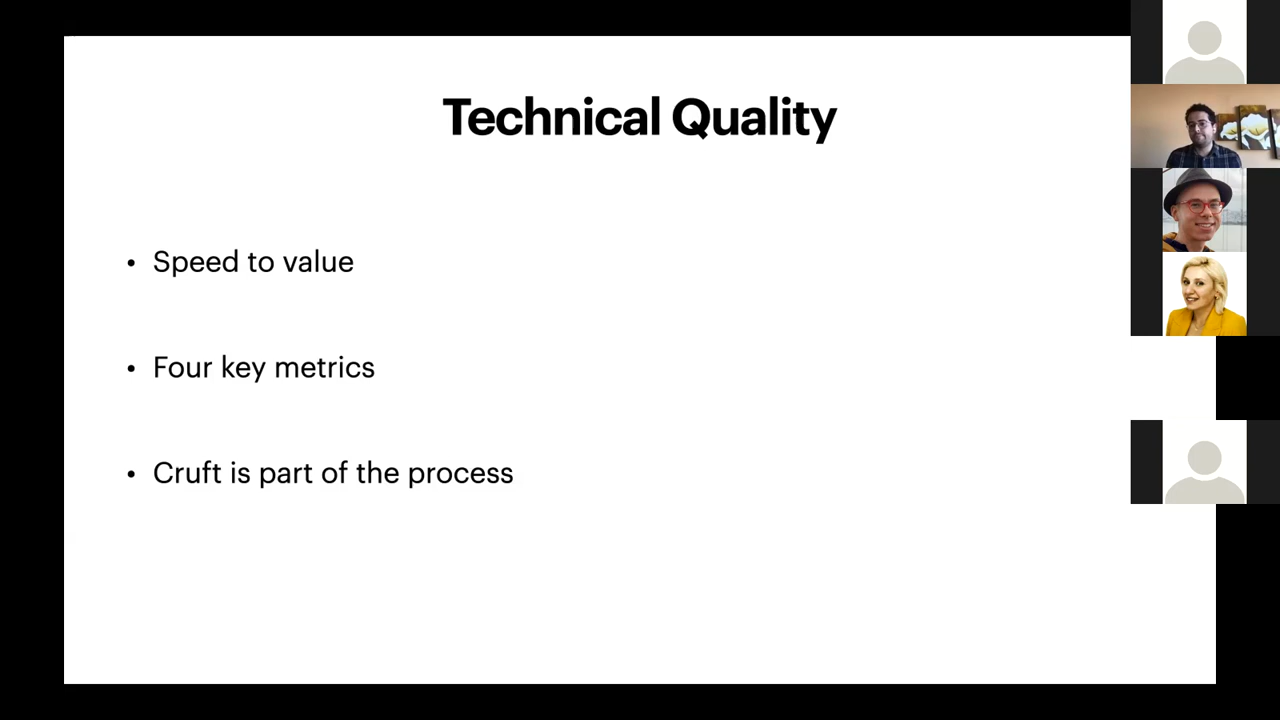 Technical Quality
• Speed to value
• Four key metrics
• Cruft is part of the process